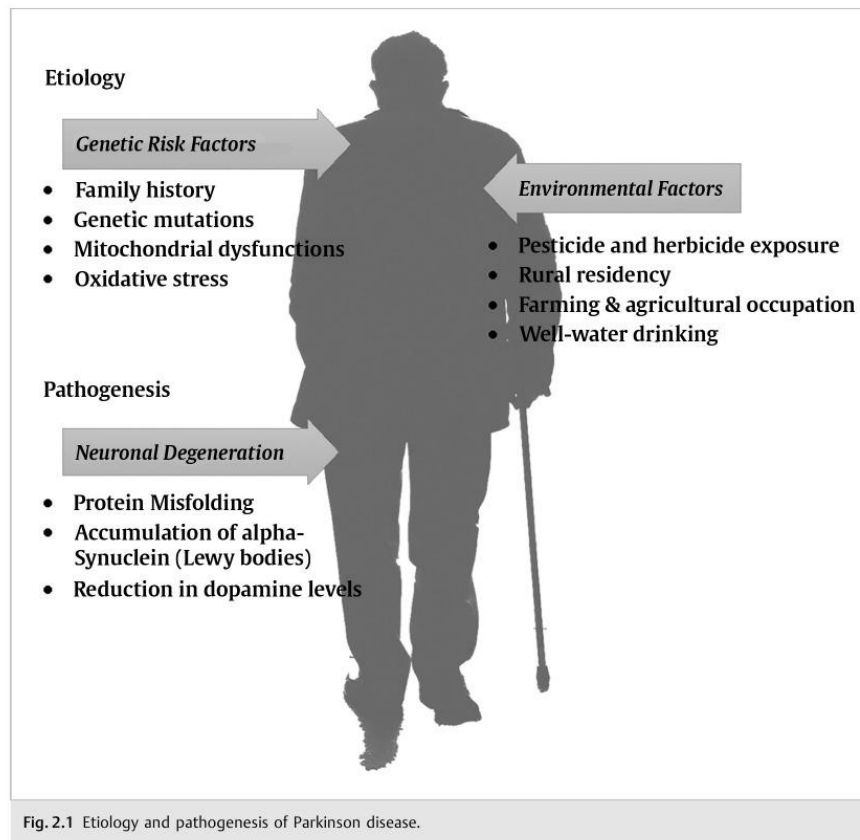 Etiology
Genetic Risk Factors
• Family history
• Genetic mutations
• Mitochondrial dysfunctions
• Oxidative stress
Environmental Factors
• Pesticide and herbicide exposure
• Rural residency
• Farming & agricultural occupation
• Well-water drinking
Pathogenesis
Neuronal Degeneration
• Protein Misfolding
• Accumulation of alpha-
Synuclein (Lewy bodies)
• Reduction in dopamine levels
Fig. 2.1 Etiology and pathogenesis of Parkinson disease.